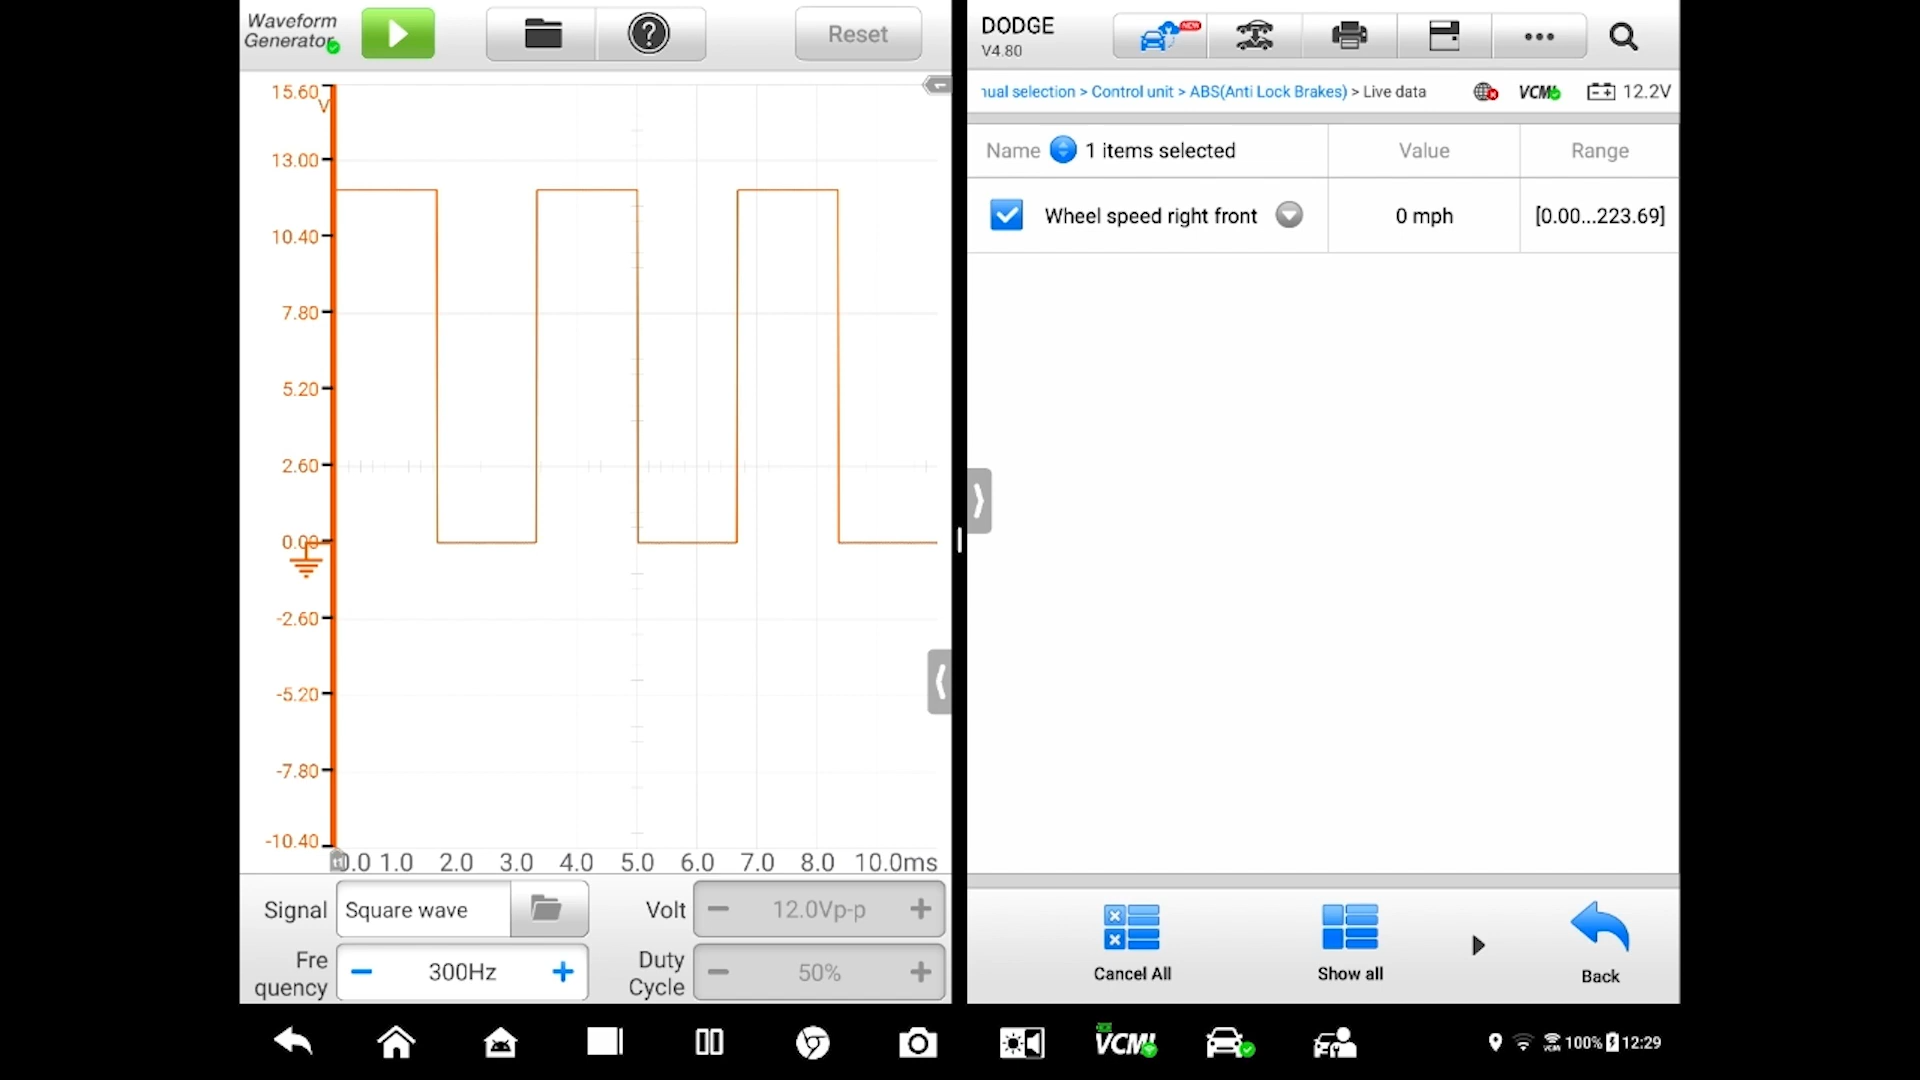 Waveform
Generator
Reset
15.60
V
13.00
10.40
7.80
5.20
2.60
0.00
-2.60
-5.20
-7.80
-10.40
0.0 1.0 2.0 3.0 4.0 5.0 6.0 7.0 8.0 10.0ms
Signal Square wave Volt 12.0Vp-p
Fre
quency
300Hz
Duty
Cycle
50%
DODGE
V4.80
NEW
nual selection > Control unit > ABS(Anti Lock Brakes) > Live data VCMI 12.2V
Name 1 items selected Value Range
Wheel speed right front 0 mph [0.00...223.69]
Cancel All Show all Back
VCMI VCMI 100% 12:29